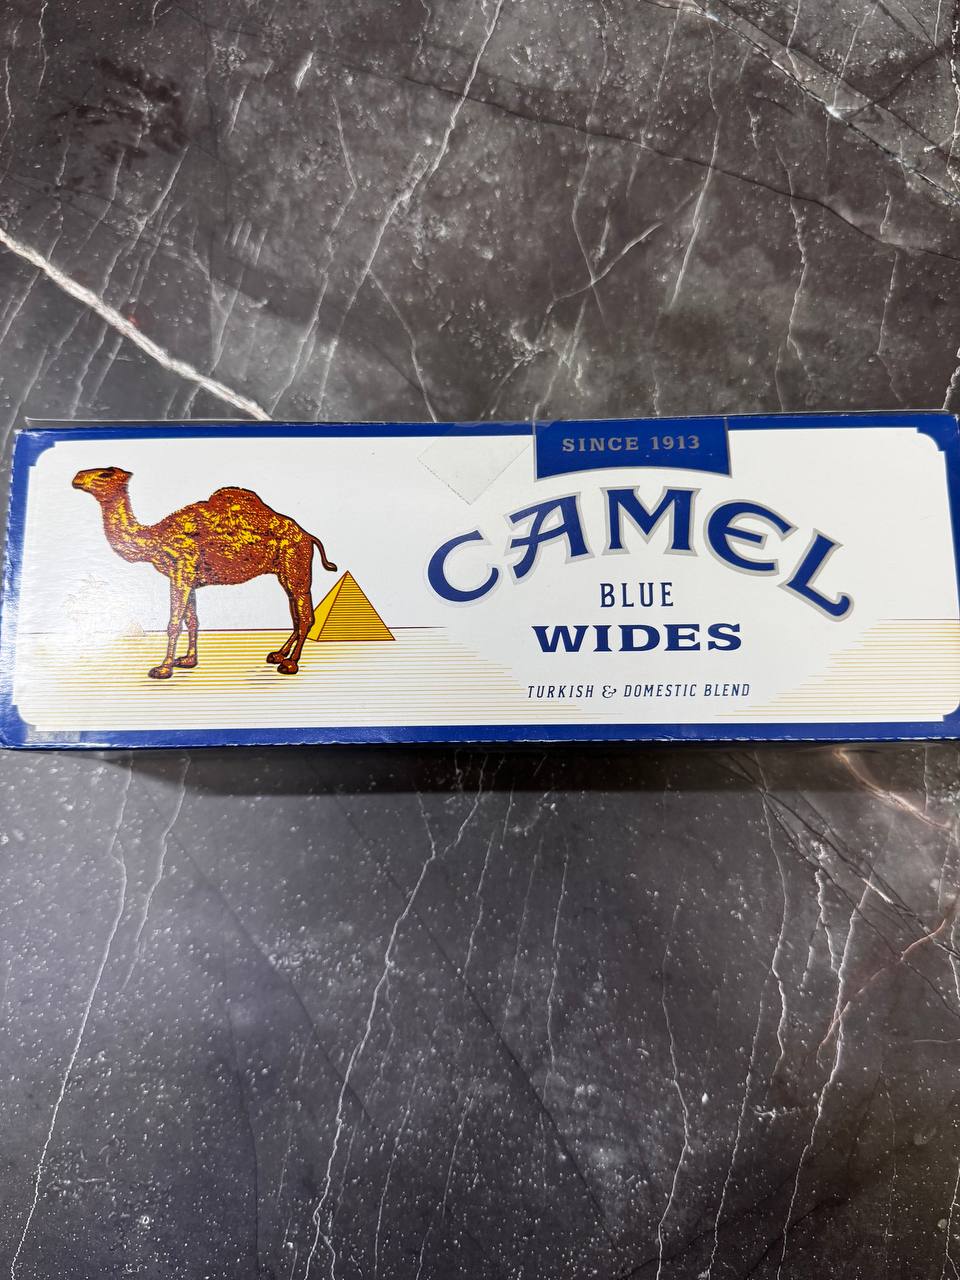 SINCE 1913
CAMEL
BLUE
WIDES
TURKISH & DOMESTIC BLEND